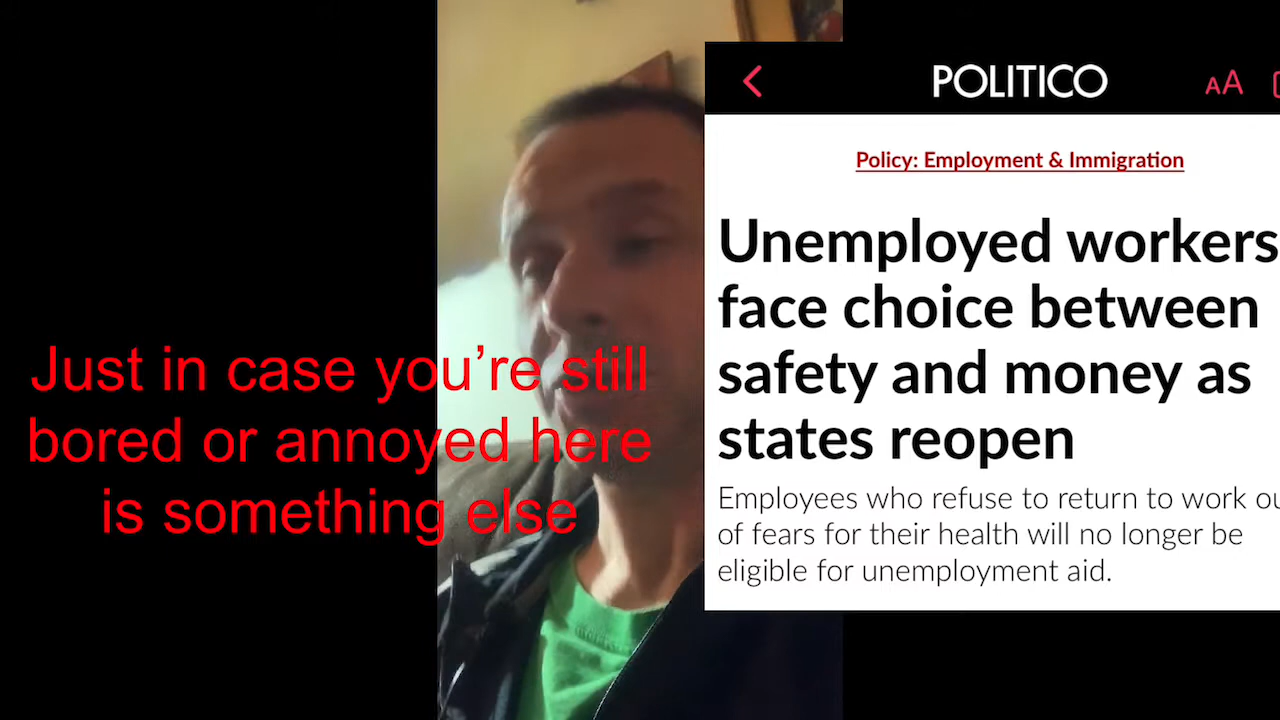 Just in case you’re still
bored or annoyed here
is something else
POLITICO
AA
Policy: Employment & Immigration
Unemployed workers
face choice between
safety and money as
states reopen
Employees who refuse to return to work
of fears for their health will no longer be
eligible for unemployment aid.